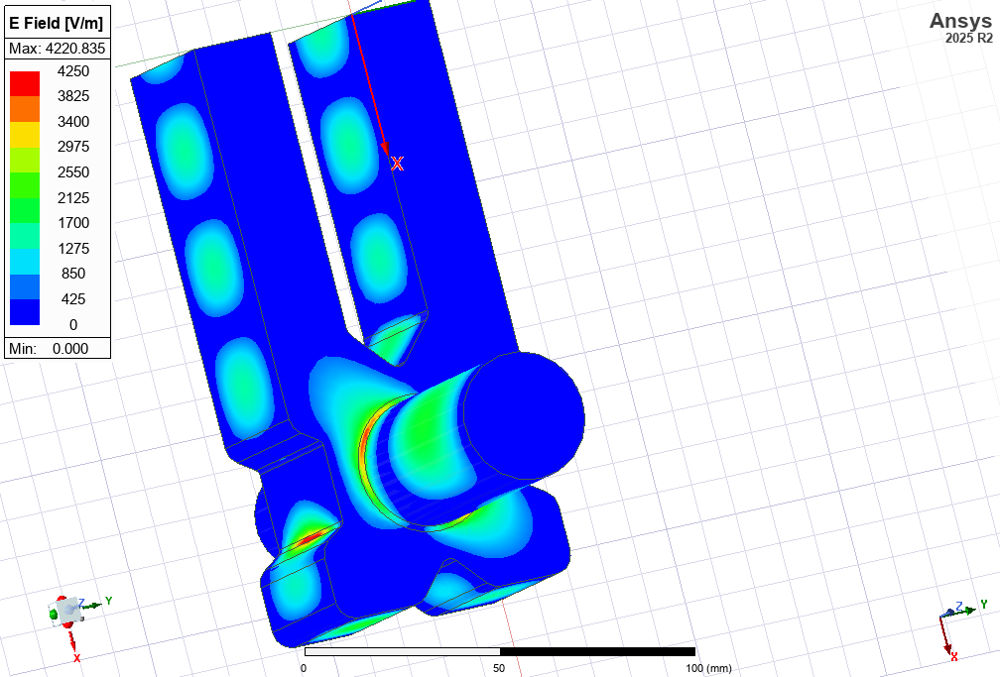 E Field [V/m]
Max: 4220.835
4250
3825
3400
2975
2550
2125
1700
1275
850
425
0
Min: 0.000
Ansys
2025 R2
X
Z
Y
X
Z
Y
X
0
50
100 (mm)